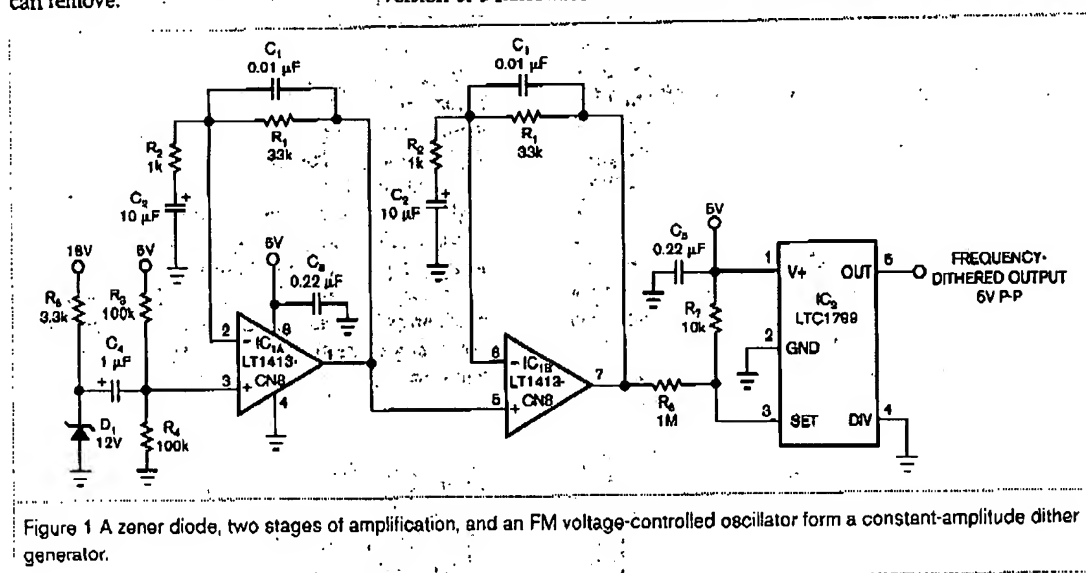 can remove.
C1
0.01 µF
R1
33k
R2
1k
C2
10 µF
+
18V
5V
R5
3.3k
R3
100k
C4
1 µF
+
D1
12V
R4
100k
5V
C3
0.22 µF
2
3
8
1
4
−
+
IC1A
LT1413-
CN8
C1
0.01 µF
R1
33k
R2
1k
C2
10 µF
+
6
5
7
−
+
IC1B
LT1413-
CN8
R6
1M
5V
C5
0.22 µF
R7
10k
1
V+
OUT
5
IC2
LTC1799
2
GND
3
SET
DIV
4
FREQUENCY-
DITHERED OUTPUT
5V P-P
Figure 1 A zener diode, two stages of amplification, and an FM voltage-controlled oscillator form a constant-amplitude dither
generator.